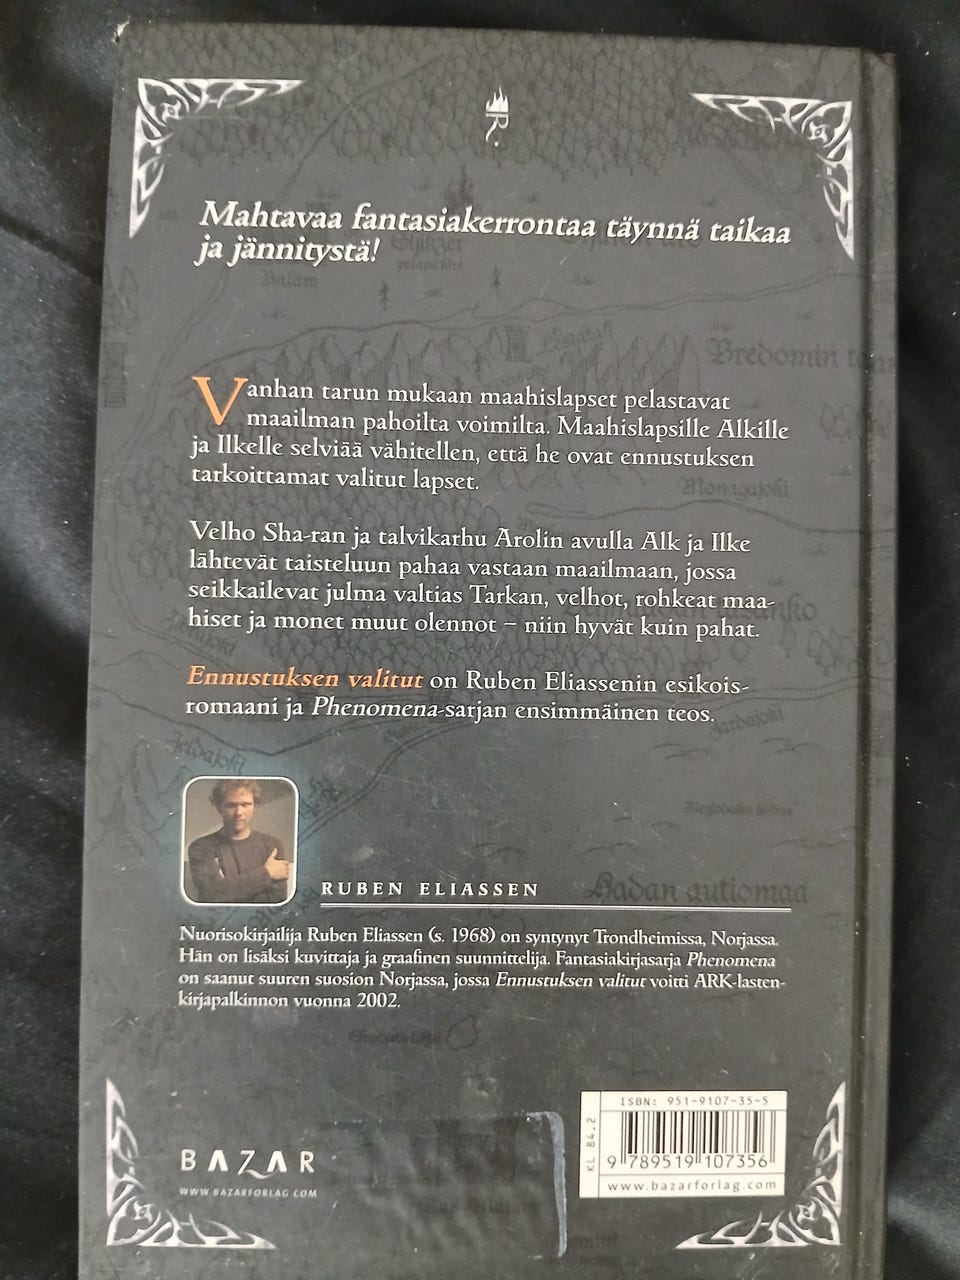 Mahtavaa fantasiakerrontaa täynnä taikaa
ja jännitystä!
Balam
Bredomin
Vanhan tarun mukaan maahislapset pelastavat
maailman pahoilta voimilta. Maahislapsille Alkille
ja Ilkelle selviää vähitellen, että he ovat ennustuksen
tarkoittamat valitut lapset.
Monagajoki
Velho Sha-ran ja talvikarhu Arolin avulla Alk ja Ilke
lähtevät taisteluun pahaa vastaan maailmaan, jossa
seikkailevat julma valtias Tarkan, velhot, rohkeat maa-
hiset ja monet muut olennot – niin hyvät kuin pahat.
Ennustuksen valitut on Ruben Eliassenin esikois-
romaani ja Phenomena-sarjan ensimmäinen teos.
Jardajoki
Jeldajoki
RUBEN ELIASSEN
Badan autiomaa
Nuorisokirjailija Ruben Eliassen (s. 1968) on syntynyt Trondheimissa, Norjassa.
Hän on lisäksi kuvittaja ja graafinen suunnittelija. Fantasiakirjasarja Phenomena
on saanut suuren suosion Norjassa, jossa Ennustuksen valitut voitti ARK-lasten-
kirjapalkinnon vuonna 2002.
BAZAR
WWW.BAZARFORLAG.COM
KL 84.2
ISBN: 951-9107-35-5
9 789519 107356
www.bazarforlag.com